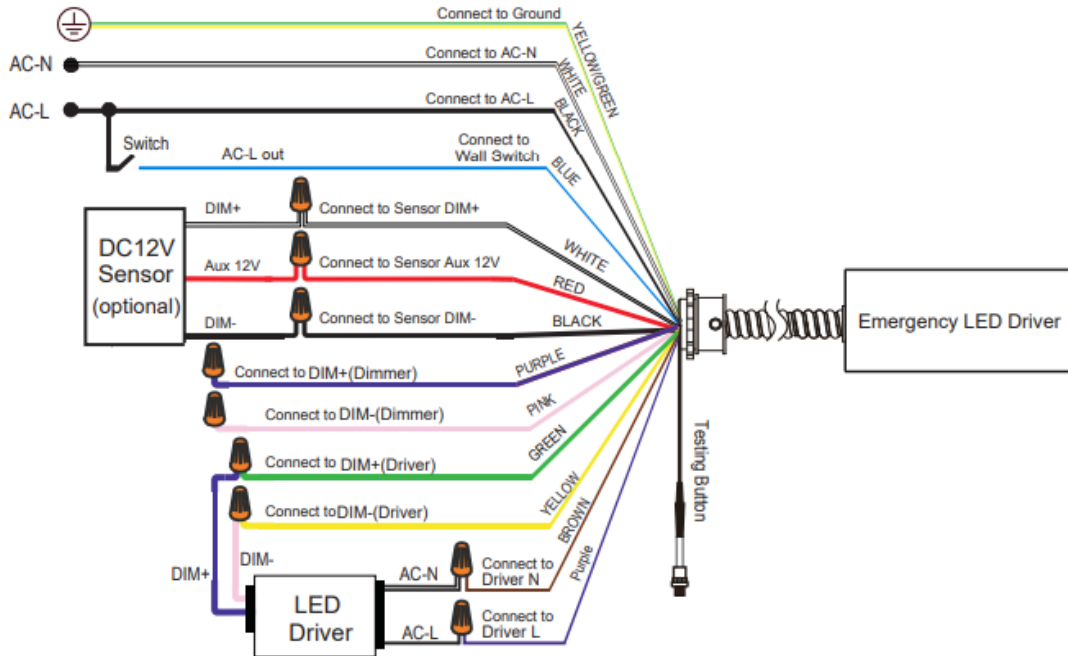 Connect to Ground
YELLOW/GREEN
AC-N
Connect to AC-N
WHITE
AC-L
Connect to AC-L
BLACK
Switch
AC-L out
Connect to
Wall Switch
BLUE
DIM+
Connect to Sensor DIM+
WHITE
DC12V
Sensor
(optional)
Aux 12V
Connect to Sensor Aux 12V
RED
DIM-
Connect to Sensor DIM-
BLACK
Emergency LED Driver
Connect to DIM+(Dimmer)
PURPLE
Connect to DIM-(Dimmer)
PINK
Connect to DIM+(Driver)
GREEN
Connect toDIM-(Driver)
YELLOW
BROWN
Purple
Testing Button
DIM+
DIM-
AC-N
Connect to
Driver N
LED
Driver
AC-L
Connect to
Driver L